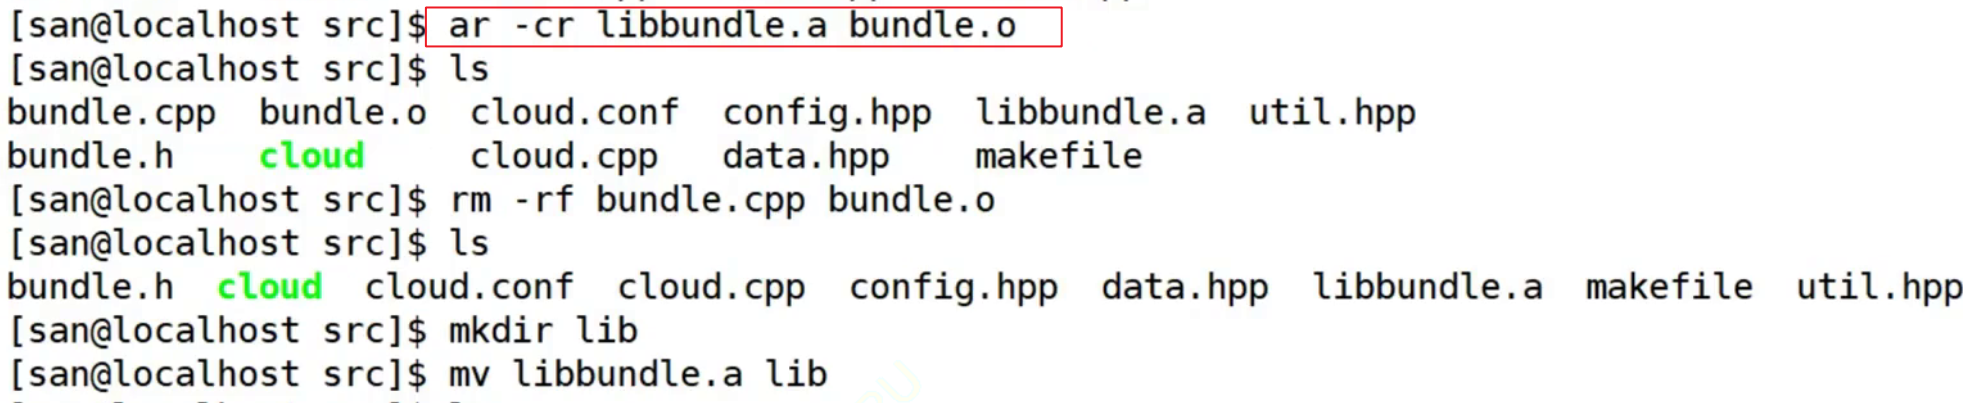 [san@localhost src]$ ar -cr libbundle.a bundle.o
[san@localhost src]$ ls
bundle.cpp  bundle.o  cloud.conf  config.hpp  libbundle.a  util.hpp
bundle.h    cloud     cloud.cpp   data.hpp    makefile
[san@localhost src]$ rm -rf bundle.cpp bundle.o
[san@localhost src]$ ls
bundle.h  cloud  cloud.conf  cloud.cpp  config.hpp  data.hpp  libbundle.a  makefile  util.hpp
[san@localhost src]$ mkdir lib
[san@localhost src]$ mv libbundle.a lib